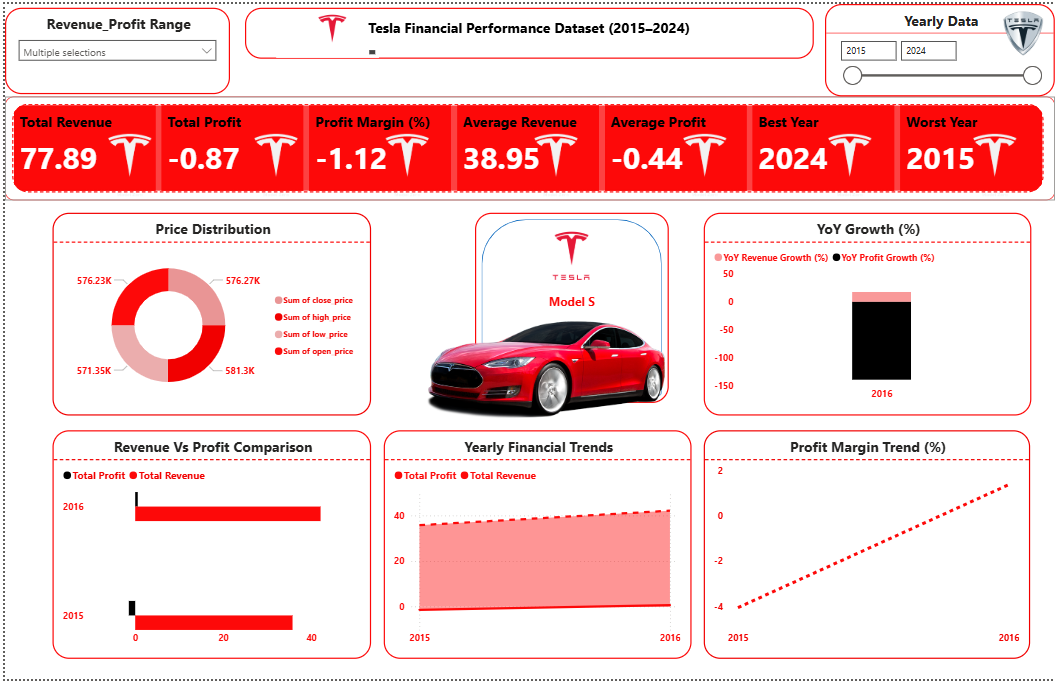 Revenue_Profit Range
Multiple selections
Tesla Financial Performance Dataset (2015–2024)
Yearly Data
TESLA
2015 2024
Total Revenue
77.89
Total Profit
-0.87
Profit Margin (%)
-1.12
Average Revenue
38.95
Average Profit
-0.44
Best Year
2024
Worst Year
2015
Price Distribution
576.23K
576.27K
571.35K
581.3K
Sum of close price
Sum of high price
Sum of low price
Sum of open price
TESLA
Model S
YoY Growth (%)
YoY Revenue Growth (%) YoY Profit Growth (%)
50
0
-50
-100
-150
2016
Revenue Vs Profit Comparison
Total Profit Total Revenue
2016
2015
0 20 40
Yearly Financial Trends
Total Profit Total Revenue
40
20
0
2015 2016
Profit Margin Trend (%)
2
0
-2
-4
2015 2016